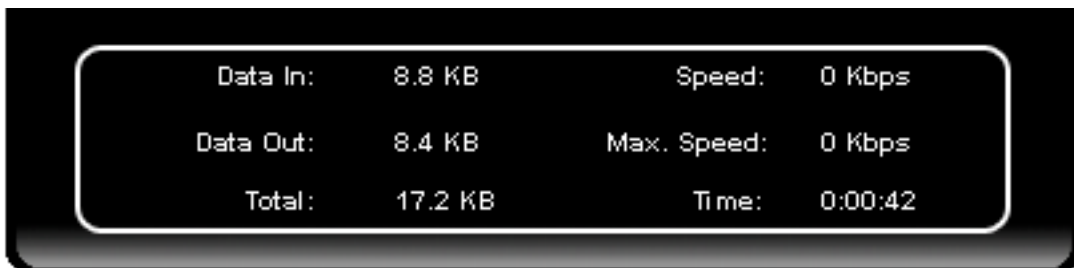 Data In: 8.8 KB Speed: 0 Kbps
Data Out: 8.4 KB Max. Speed: 0 Kbps
Total: 17.2 KB Time: 0:00:42